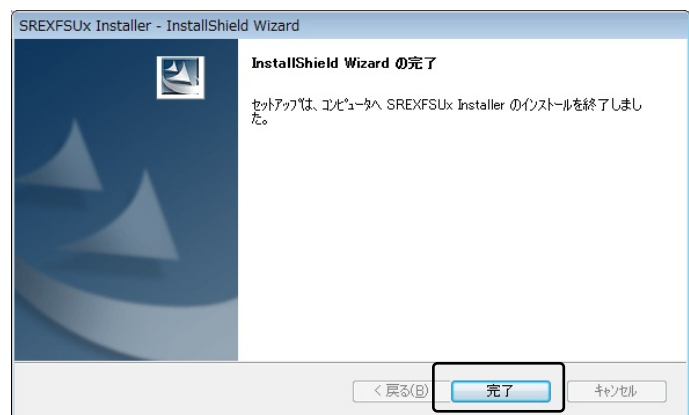 SREXFSUx Installer - InstallShield Wizard
InstallShield Wizard の完了
ｾｯﾄｱｯﾌﾟは、ｺﾝﾋﾟｭｰﾀへ SREXFSUx Installer のｲﾝｽﾄｰﾙを終了しまし
た。
< 戻る(B)
完了
ｷｬﾝｾﾙ